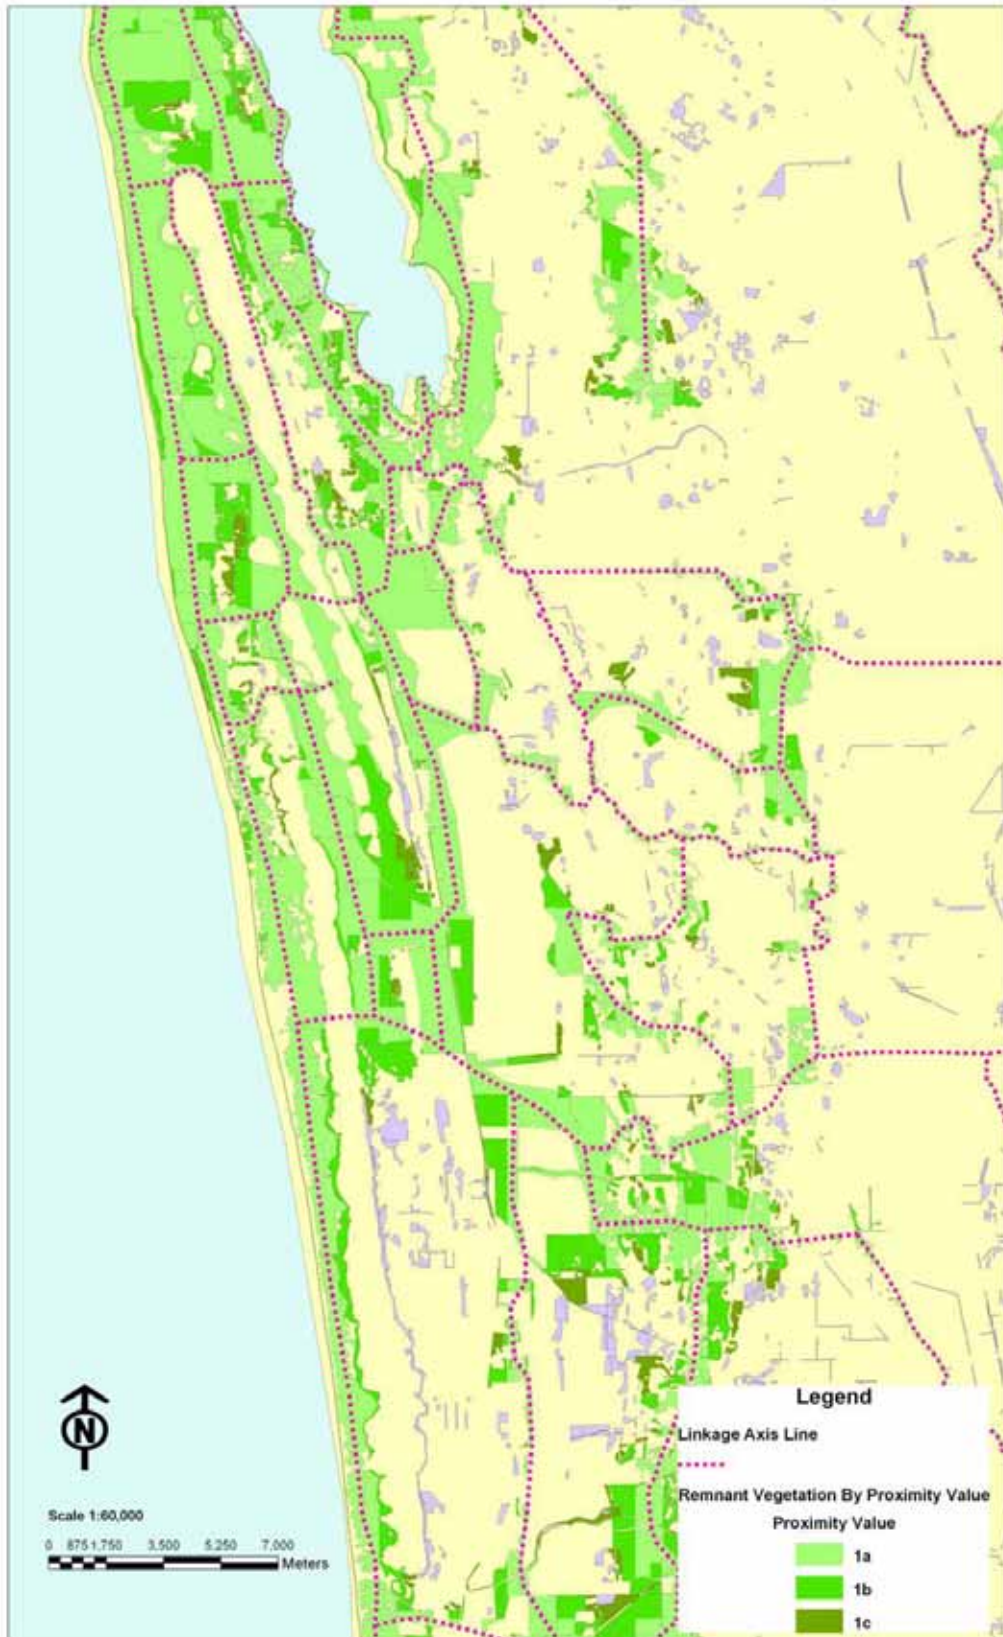 N
Scale 1:60,000
0 875 1,750 3,500 5,250 7,000
Meters
Legend
Linkage Axis Line
Remnant Vegetation By Proximity Value
Proximity Value
1a
1b
1c